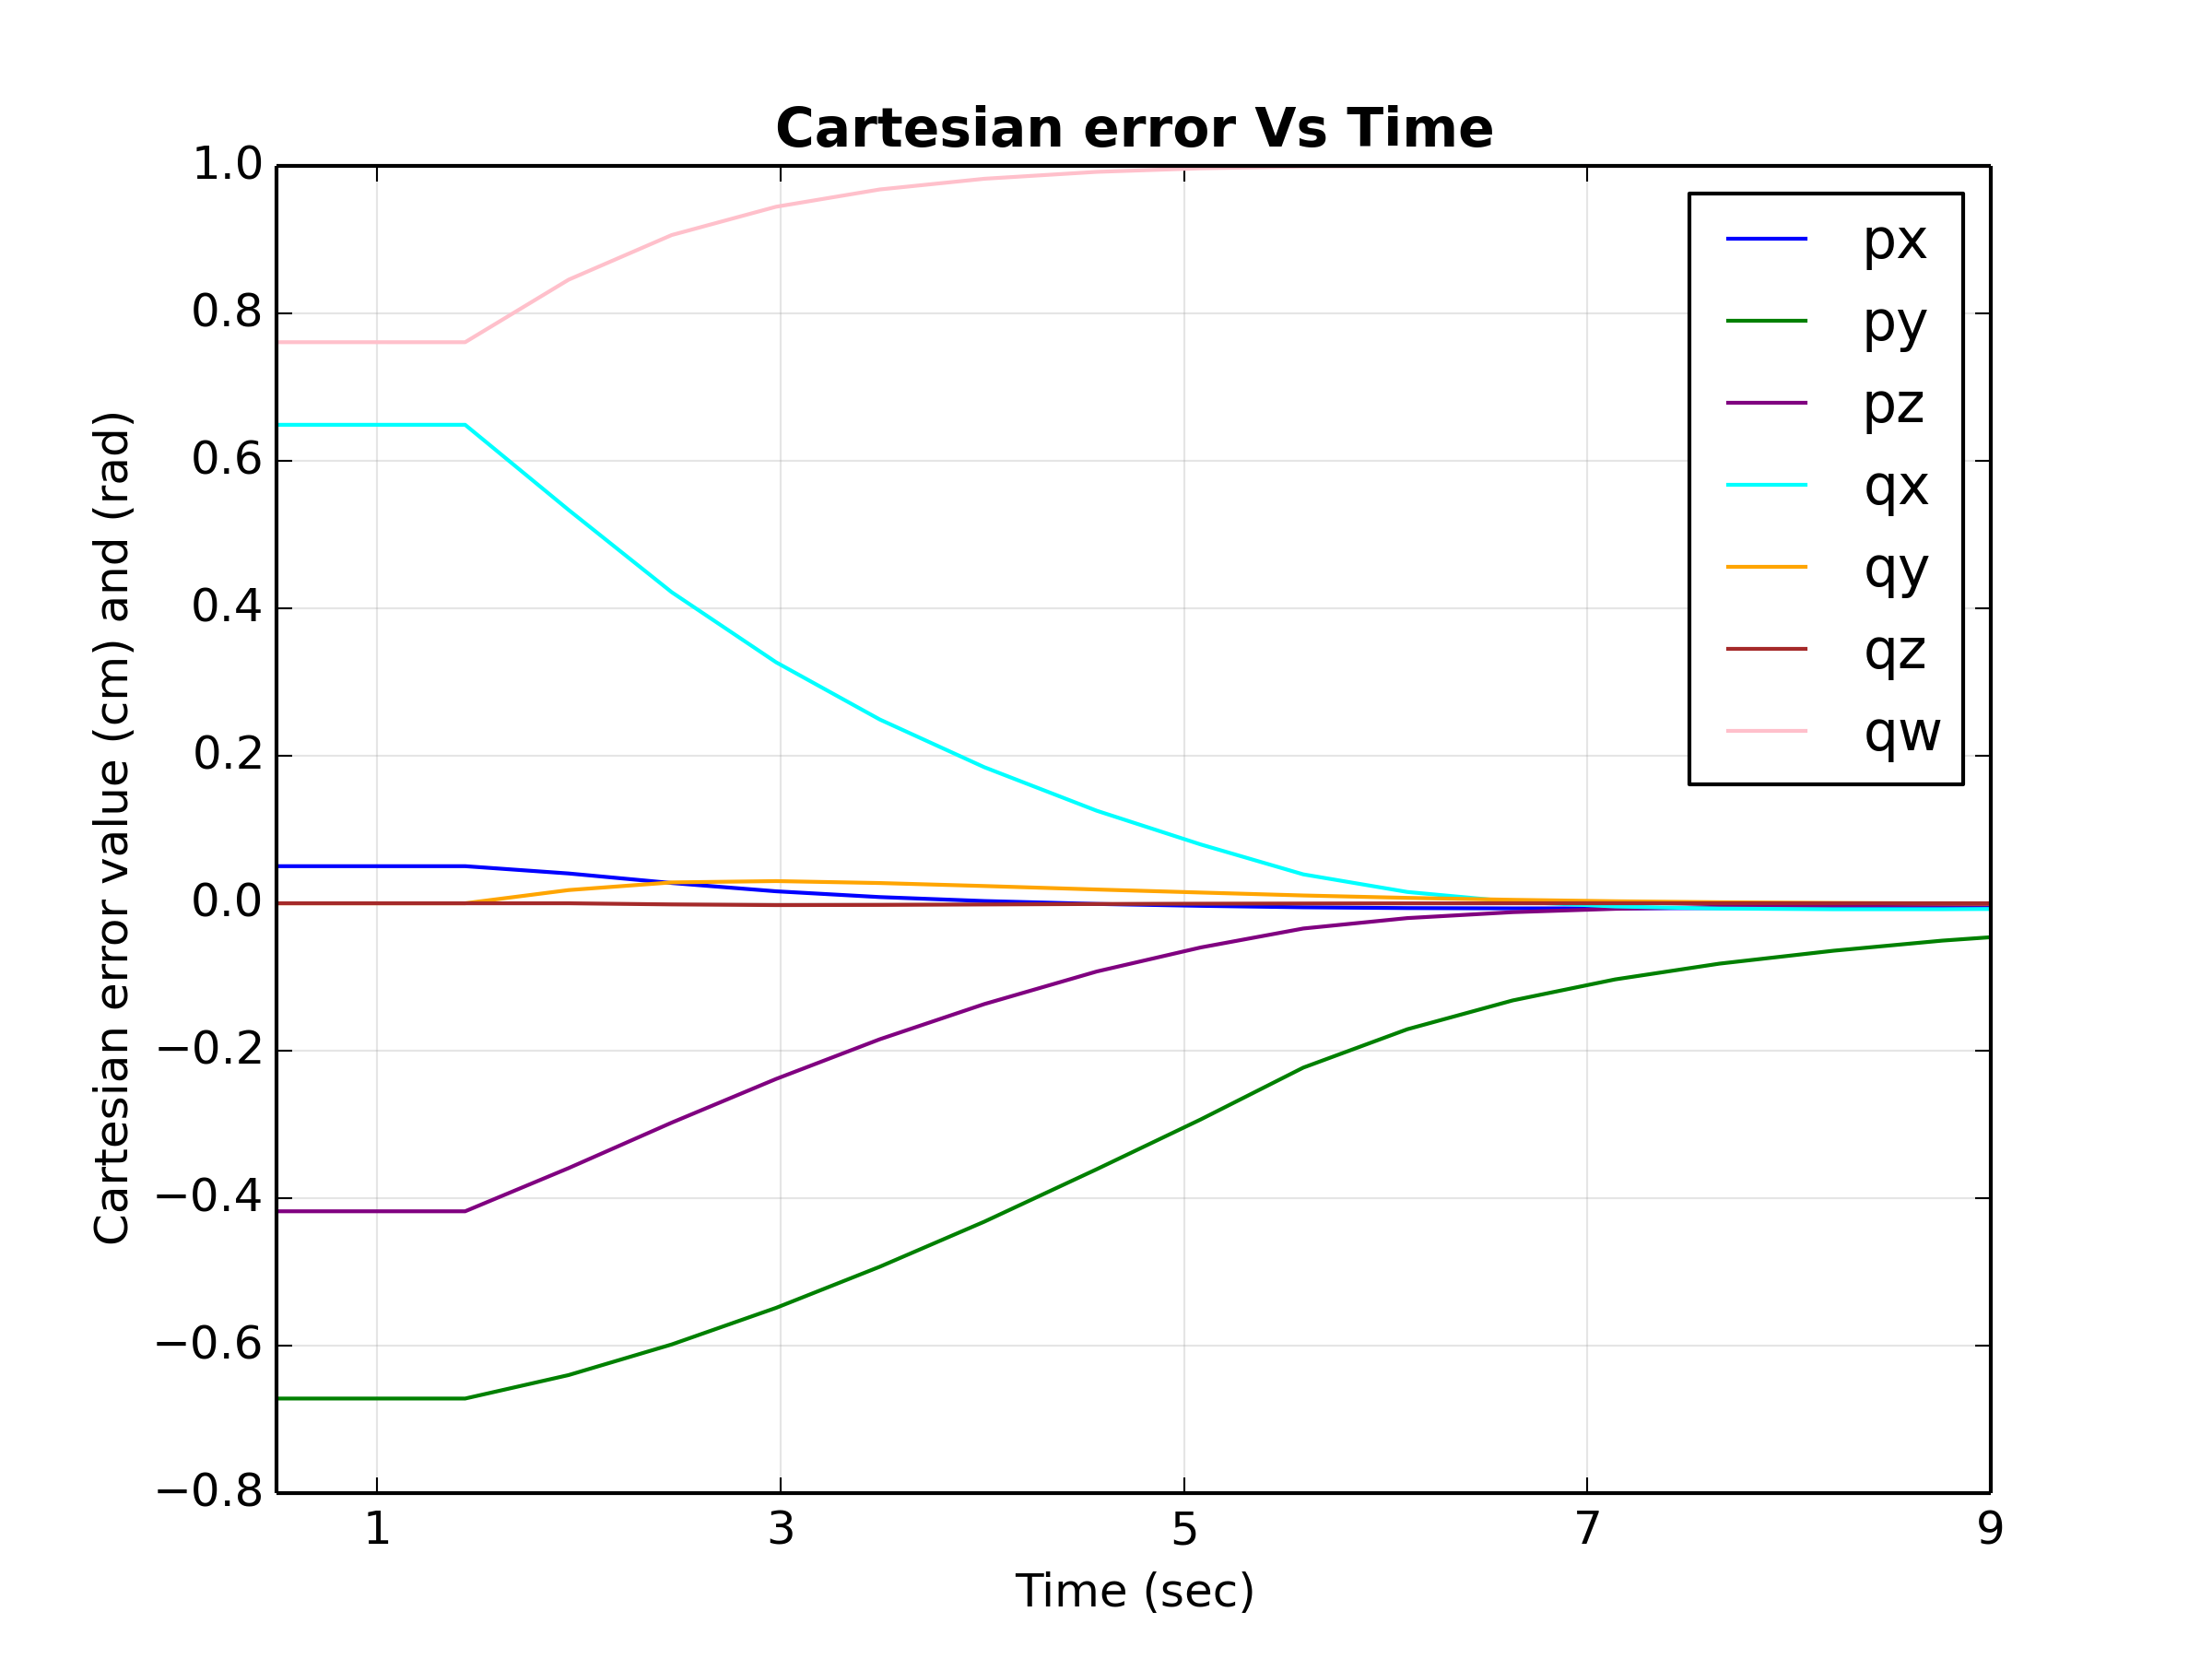 Cartesian error Vs Time
1.0
0.8
0.6
0.4
0.2
0.0
−0.2
−0.4
−0.6
−0.8
Cartesian error value (cm) and (rad)
px
py
pz
qx
qy
qz
qw
1 3 5 7 9
Time (sec)